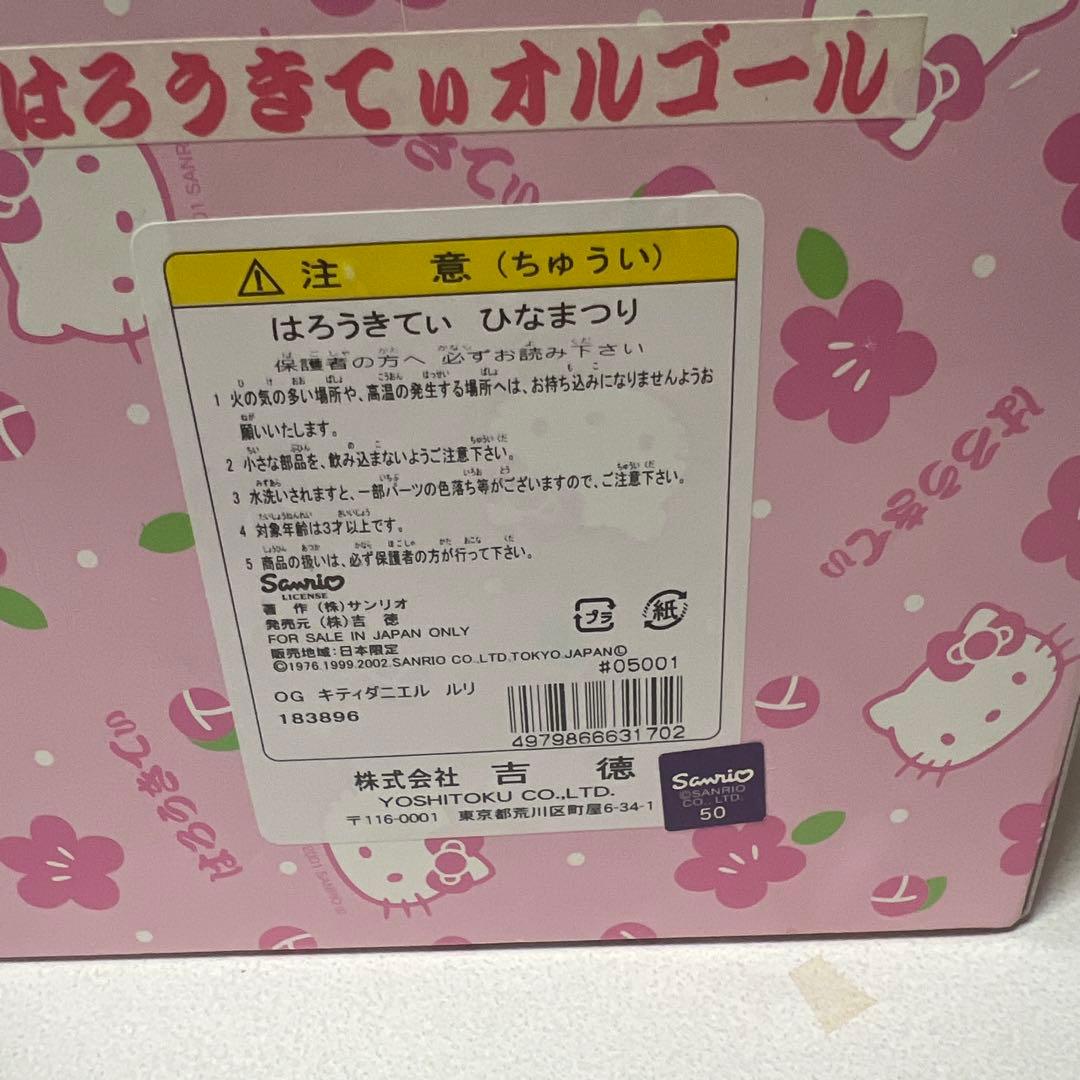 はろうきてぃオルゴール
注 意 (ちゅうい)
はろうきてぃ ひなまつり
保護者の方へ 必ずお読み下さい
1 火の気の多い場所や、高温の発生する場所へは、お持ち込みになりませんようお
願いいたします。
2 小さな部品を、飲み込まないようご注意下さい。
3 水洗いされますと、一部パーツの色落ち等がございますので、ご注意下さい。
4 対象年齢は3才以上です。
5 商品の扱いは、必ず保護者の方が行って下さい。
Sanrio
LICENSE
著 作 (株)サンリオ
発売元 (株)吉 徳
FOR SALE IN JAPAN ONLY
販売地域:日本限定
©1976.1999.2002.SANRIO CO.,LTD.TOKYO.JAPANⓁ
プラ
紙
#05001
OG キティダニエル ルリ
183896
4979866631702
株式会社 吉 德
YOSHITOKU CO.,LTD.
〒116-0001 東京都荒川区町屋6-34-1
Sanrio
©SANRIO
CO., LTD.
50
はろうきてぃ
はろうきてぃ